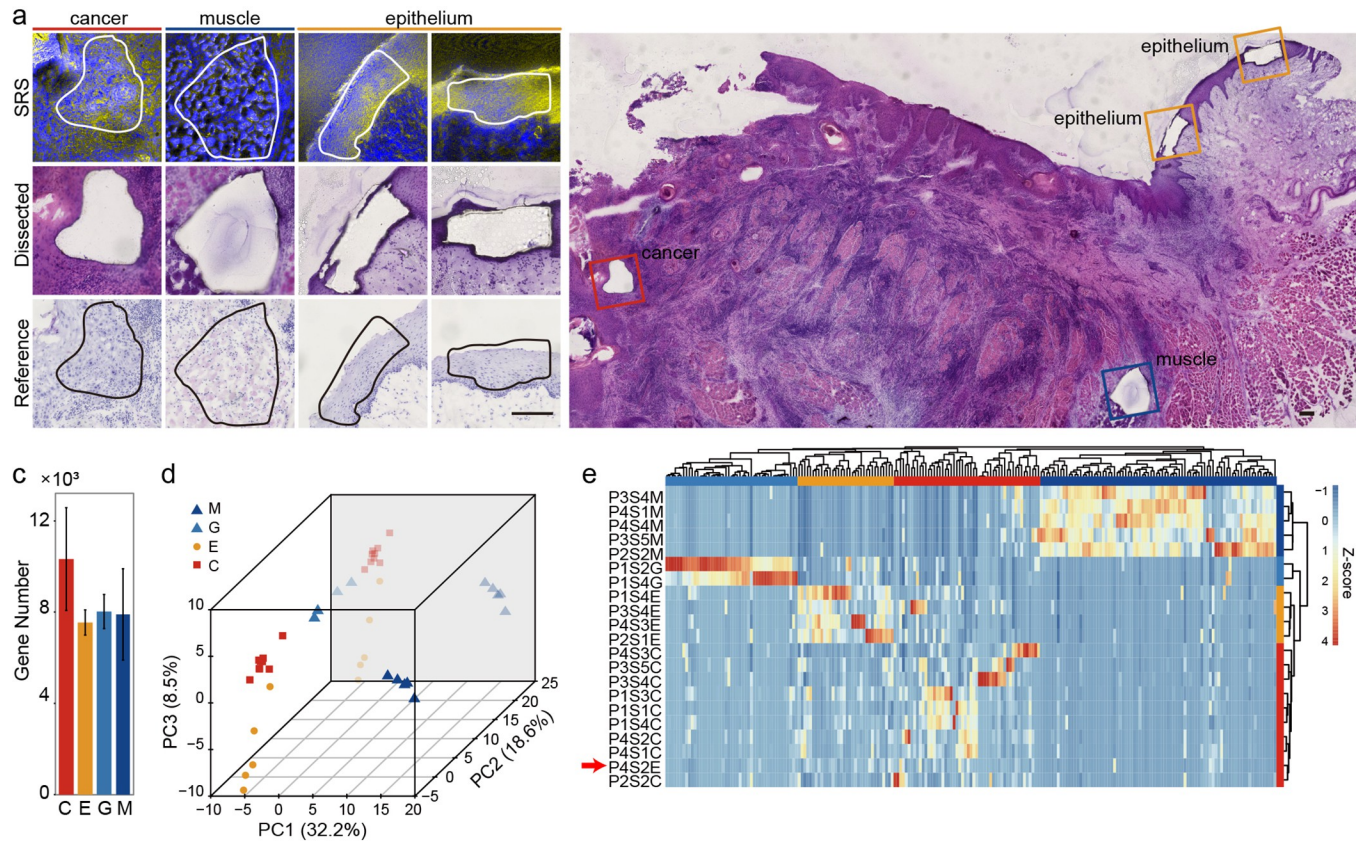 a
cancer
muscle
epithelium
SRS
Dissected
Reference
epithelium
epithelium
cancer
muscle
c
×10³
Gene Number
12
8
4
0
C E G M
d
M
G
E
C
PC3 (8.5%)
10
5
0
−5
−10
−10 −5 0 5 10 15 20
PC1 (32.2%)
−5
0
5
10
15
20
25
PC2 (18.6%)
e
P3S4M
P4S1M
P4S4M
P3S5M
P2S2M
P1S2G
P1S4G
P1S4E
P3S4E
P4S3E
P2S1E
P4S3C
P3S5C
P3S4C
P1S3C
P1S1C
P1S4C
P4S2C
P4S1C
P4S2E
P2S2C
−1
0
1
2
3
4
Z-score